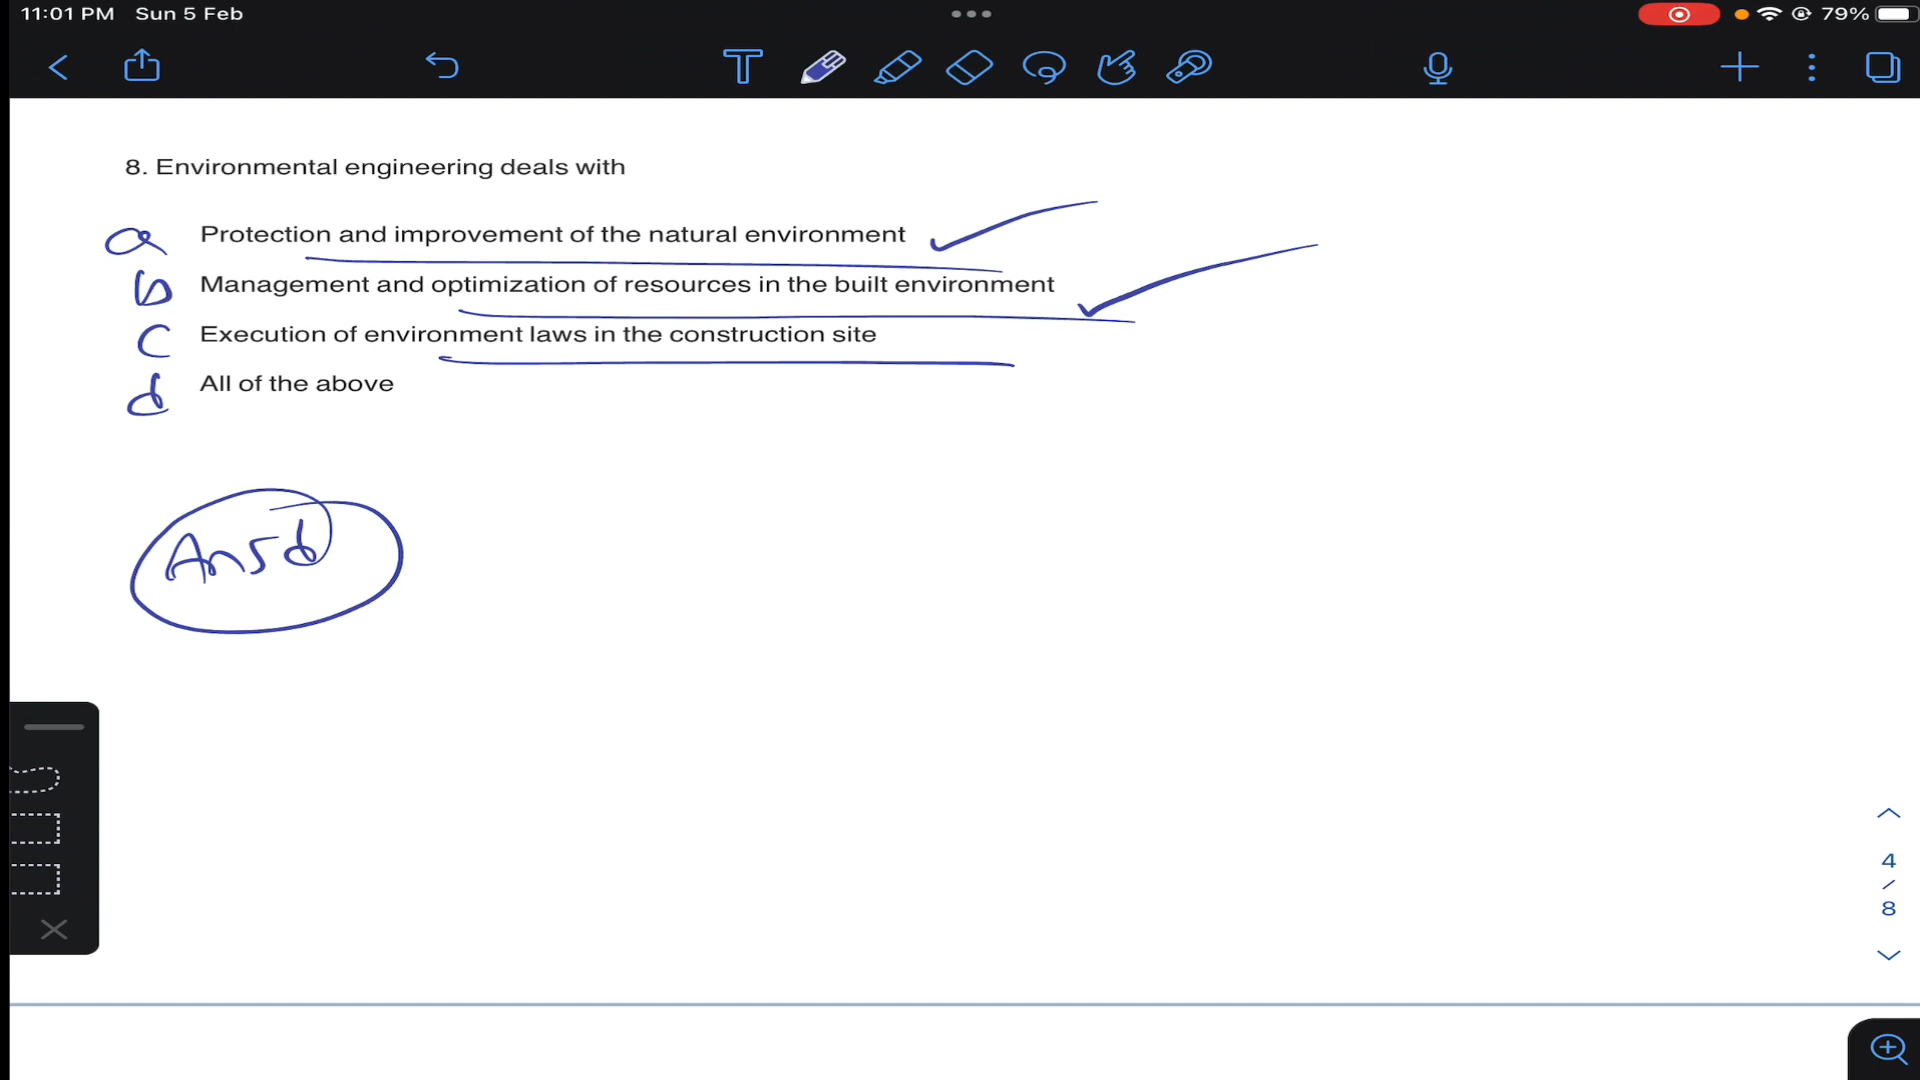 11:01 PM Sun 5 Feb
79%
8. Environmental engineering deals with
a Protection and improvement of the natural environment
b Management and optimization of resources in the built environment
c Execution of environment laws in the construction site
d All of the above
Ans d
4
/
8